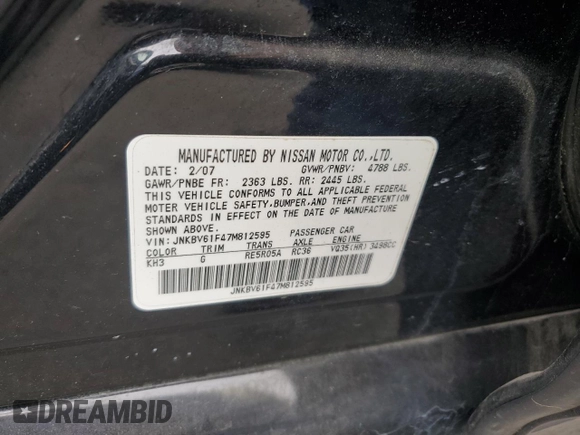 MANUFACTURED BY NISSAN MOTOR CO.,LTD.
DATE: 2/07 GVWR/PNBV: 4788 LBS.
GAWR/PNBE FR: 2363 LBS. RR: 2445 LBS.
THIS VEHICLE CONFORMS TO ALL APPLICABLE FEDERAL
MOTOR VEHICLE SAFETY,BUMPER,AND THEFT PREVENTION
STANDARDS IN EFFECT ON THE DATE OF MANUFACTURE
SHOWN ABOVE.
VIN: JNKBV61F47M812595 PASSENGER CAR
COLOR TRIM TRANS AXLE ENGINE
KH3 G RE5R05A RC36 VQ35(HR) 3498CC
JNKBV61F47M812595
DREAMBID